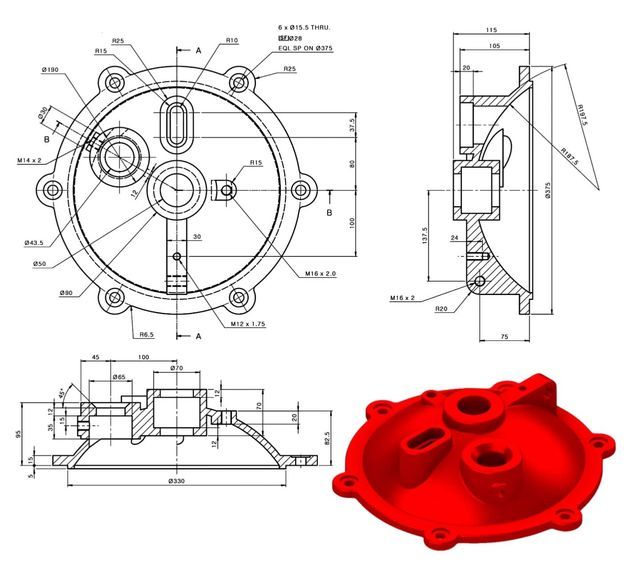 6 x Ø15.5 THRU.
Ø28
EQL SP ON Ø375
R25
R10
R15
A
R25
Ø190
Ø30
B
M14 x 2
37.5
80
R15
B
12
100
30
Ø43.5
Ø50
Ø90
M16 x 2.0
M12 x 1.75
R6.5
A
115
105
20
R197.5
R187.5
Ø375
137.5
24
M16 x 2
R20
75
45
100
Ø65
Ø70
45°
12
15
35
95
12
70
20
82.5
12
15
5
Ø330